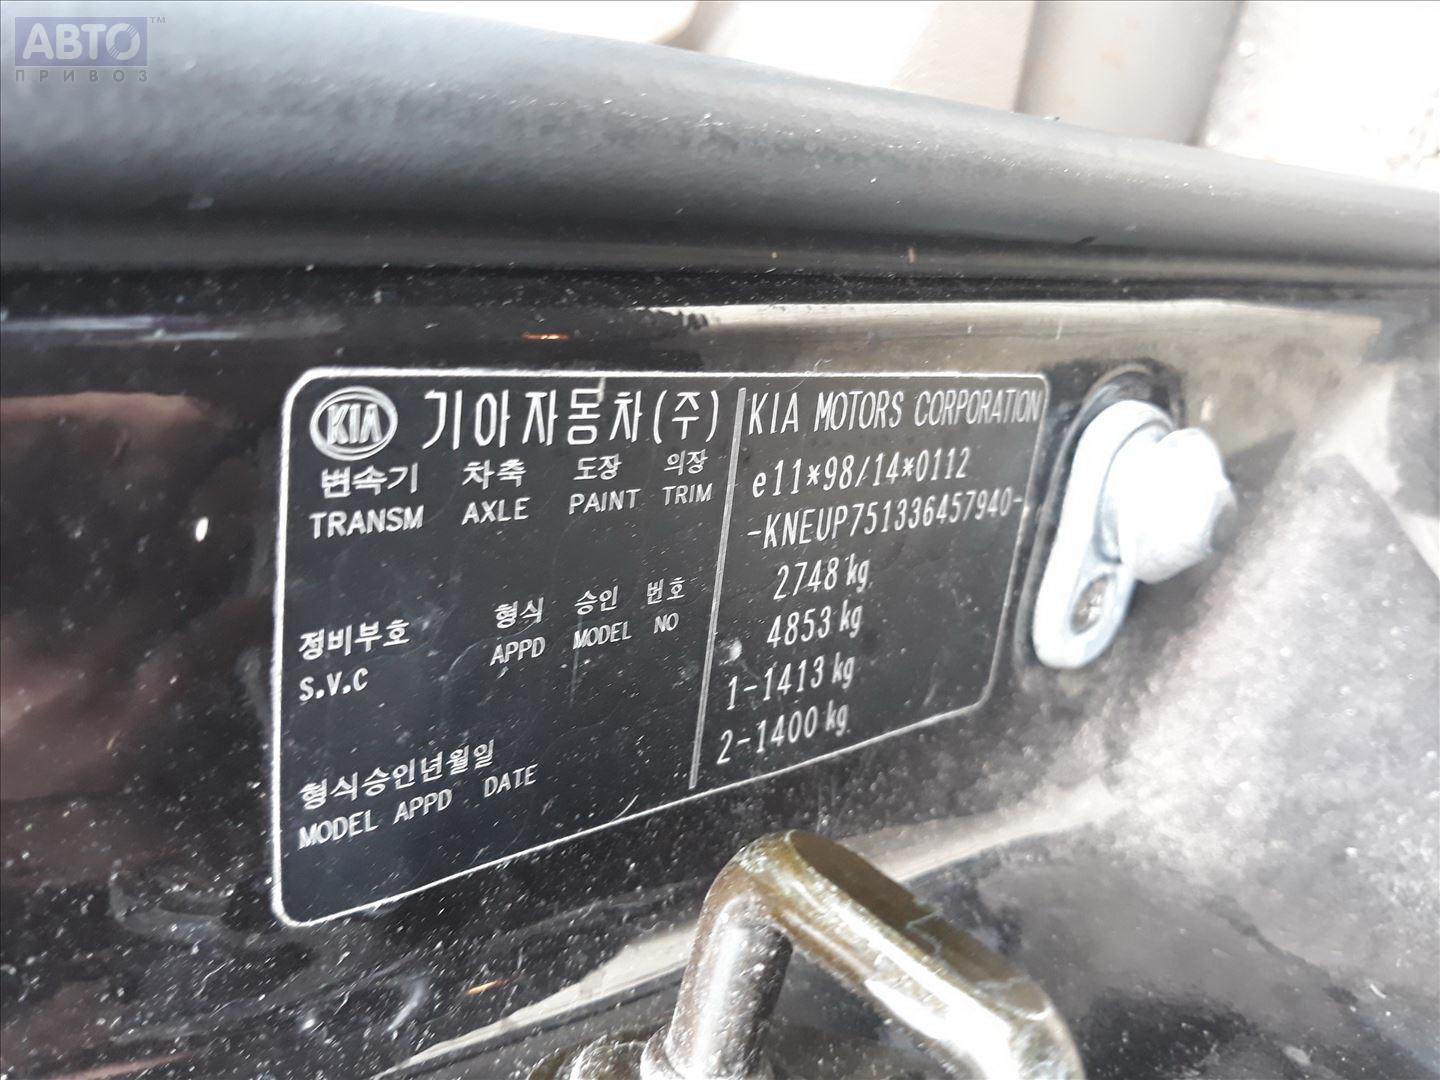 АВТО™
ПРИВОЗ
KIA 기아자동차(주)
변속기 차축 도장 의장
TRANSM AXLE PAINT TRIM
정비부호 형식 승인 번호
S.V.C APPD MODEL NO
형식승인년월일
MODEL APPD DATE
KIA MOTORS CORPORATION
e11*98/14*0112
-KNEUP751336457940-
2748 kg
4853 kg
1-1413 kg
2-1400 kg